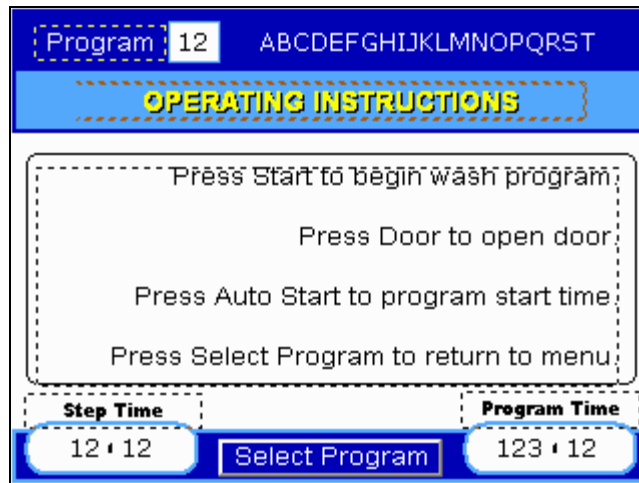 Program 12 ABCDEFGHIJKLMNOPQRST
OPERATING INSTRUCTIONS
Press Start to begin wash program.
Press Door to open door.
Press Auto Start to program start time.
Press Select Program to return to menu.
Step Time Program Time
12 : 12 Select Program 123 : 12